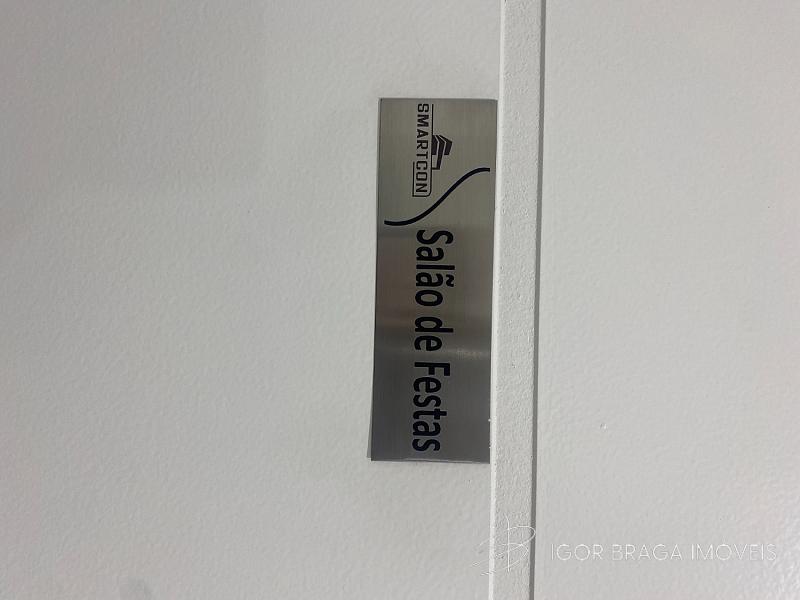 SMARTCON
Salão de Festas
IGOR BRAGA IMOVEIS